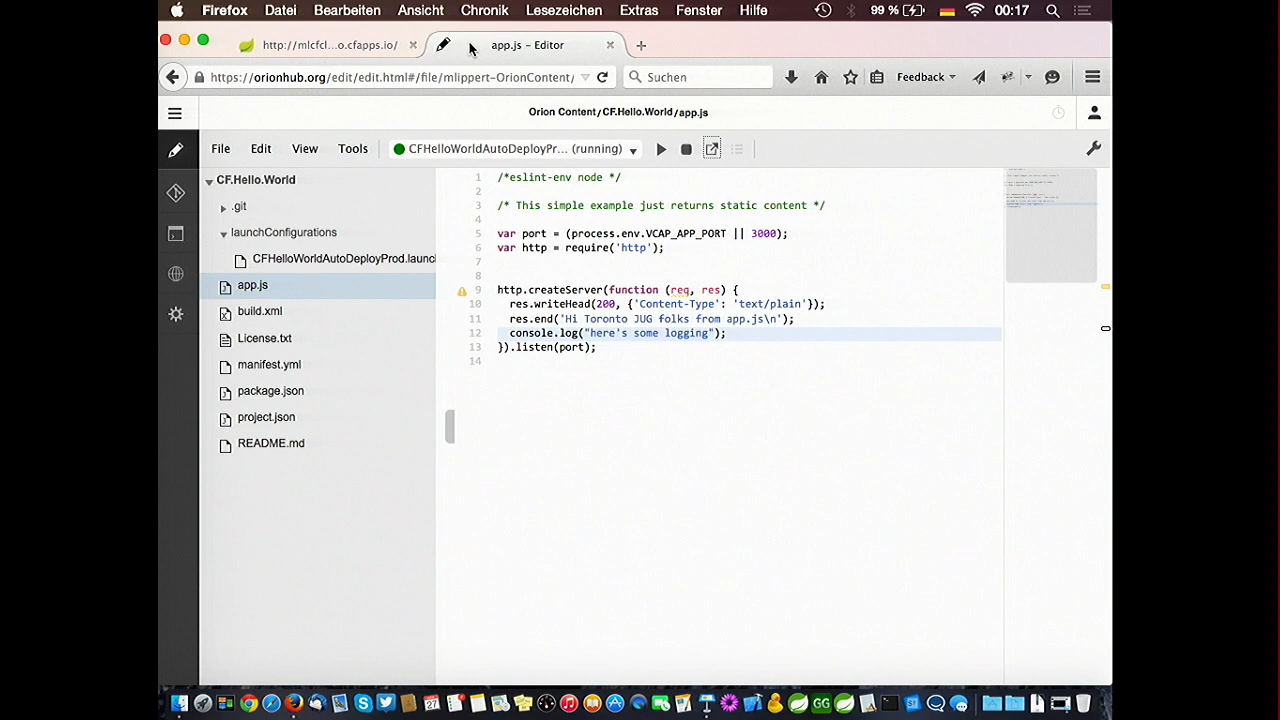 Firefox Datei Bearbeiten Ansicht Chronik Lesezeichen Extras Fenster Hilfe 99 % 00:17
http://mlcfcl...o.cfapps.io/ app.js – Editor
https://orionhub.org/edit/edit.html#/file/mlippert-OrionContent/ Suchen Feedback
Orion Content/CF.Hello.World/app.js
File Edit View Tools CFHelloWorldAutoDeployPr... (running)
CF.Hello.World
.git
launchConfigurations
CFHelloWorldAutoDeployProd.launc
app.js
build.xml
License.txt
manifest.yml
package.json
project.json
README.md
1 /*eslint-env node */
2
3 /* This simple example just returns static content */
4
5 var port = (process.env.VCAP_APP_PORT || 3000);
6 var http = require('http');
7
8
9 http.createServer(function (req, res) {
10 res.writeHead(200, {'Content-Type': 'text/plain'});
11 res.end('Hi Toronto JUG folks from app.js\n');
12 console.log("here's some logging");
13 }).listen(port);
14